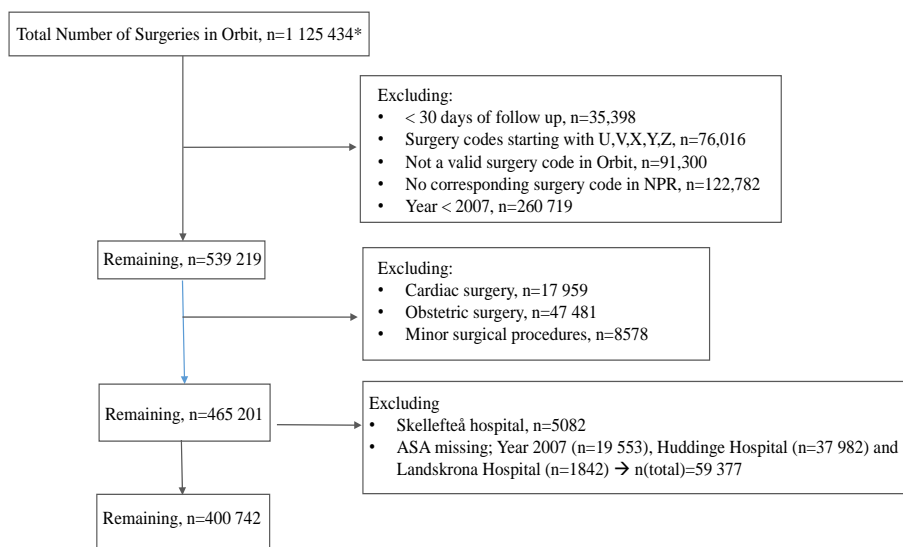 Total Number of Surgeries in Orbit, n=1 125 434*
Excluding:
• < 30 days of follow up, n=35,398
• Surgery codes starting with U,V,X,Y,Z, n=76,016
• Not a valid surgery code in Orbit, n=91,300
• No corresponding surgery code in NPR, n=122,782
• Year < 2007, n=260 719
Remaining, n=539 219
Excluding:
• Cardiac surgery, n=17 959
• Obstetric surgery, n=47 481
• Minor surgical procedures, n=8578
Remaining, n=465 201
Excluding
• Skellefteå hospital, n=5082
• ASA missing; Year 2007 (n=19 553), Huddinge Hospital (n=37 982) and
Landskrona Hospital (n=1842) → n(total)=59 377
Remaining, n=400 742